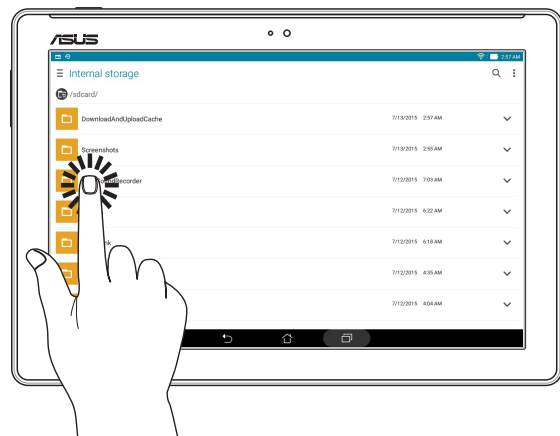 ASUS
2:57 AM
Internal storage
/sdcard/
DownloadAndUploadCache 7/13/2015 2:57 AM
Screenshots 7/13/2015 2:55 AM
7/12/2015 7:03 AM
7/12/2015 6:22 AM
7/12/2015 6:18 AM
7/12/2015 4:35 AM
7/12/2015 4:04 AM